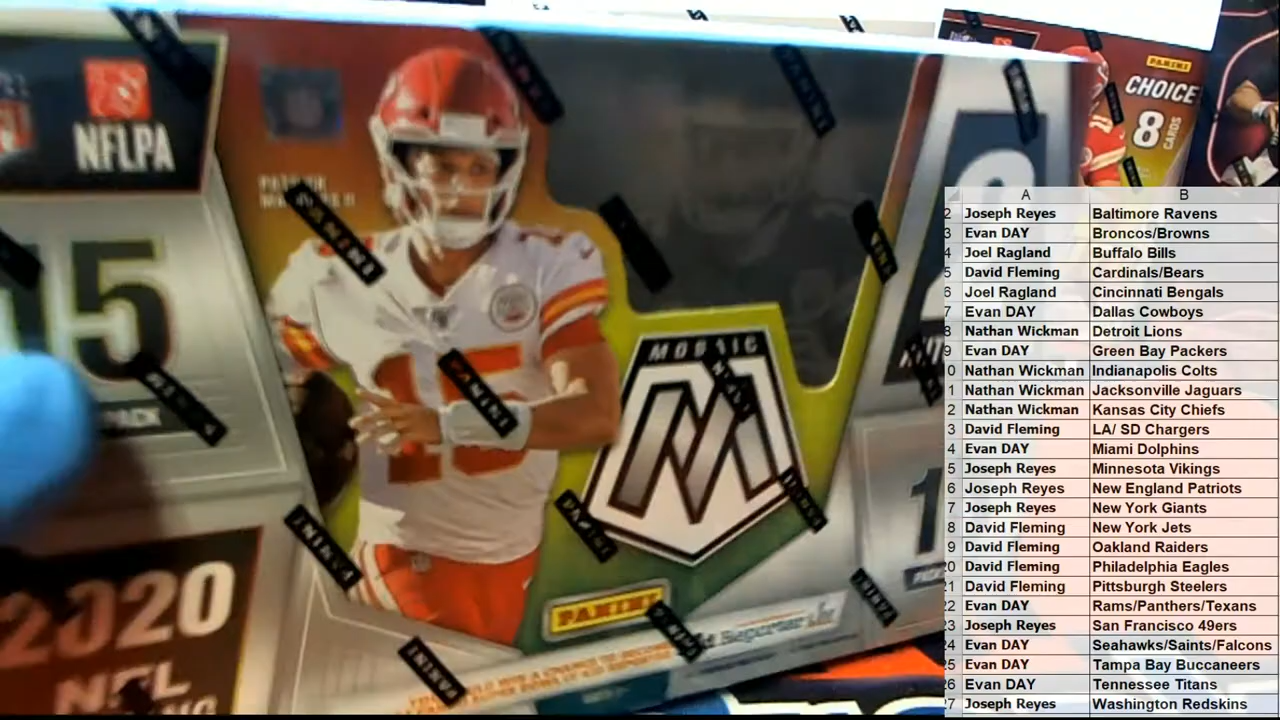 NFLPA
15
PACK
2020
NFL
MOSAIC
PANINI
PANINI
PANINI
PANINI
PANINI
Reporter
PANINI
CHOICE
8
CARDS
A B
2 Joseph Reyes Baltimore Ravens
3 Evan DAY Broncos/Browns
4 Joel Ragland Buffalo Bills
5 David Fleming Cardinals/Bears
6 Joel Ragland Cincinnati Bengals
7 Evan DAY Dallas Cowboys
8 Nathan Wickman Detroit Lions
9 Evan DAY Green Bay Packers
0 Nathan Wickman Indianapolis Colts
1 Nathan Wickman Jacksonville Jaguars
2 Nathan Wickman Kansas City Chiefs
3 David Fleming LA/ SD Chargers
4 Evan DAY Miami Dolphins
5 Joseph Reyes Minnesota Vikings
6 Joseph Reyes New England Patriots
7 Joseph Reyes New York Giants
8 David Fleming New York Jets
9 David Fleming Oakland Raiders
20 David Fleming Philadelphia Eagles
21 David Fleming Pittsburgh Steelers
22 Evan DAY Rams/Panthers/Texans
23 Joseph Reyes San Francisco 49ers
24 Evan DAY Seahawks/Saints/Falcons
25 Evan DAY Tampa Bay Buccaneers
26 Evan DAY Tennessee Titans
27 Joseph Reyes Washington Redskins